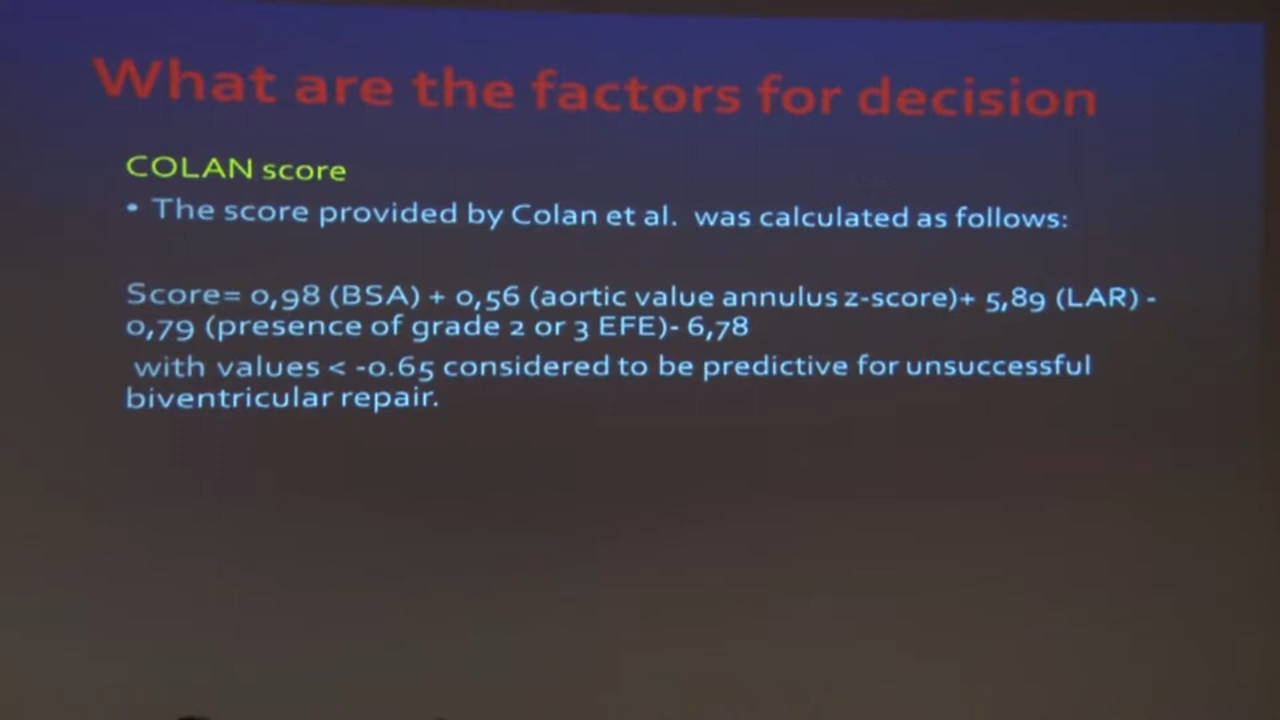 What are the factors for decision
COLAN score
• The score provided by Colan et al. was calculated as follows:
Score= 0,98 (BSA) + 0,56 (aortic value annulus z-score)+ 5,89 (LAR) -
0,79 (presence of grade 2 or 3 EFE)- 6,78
with values < -0.65 considered to be predictive for unsuccessful
biventricular repair.